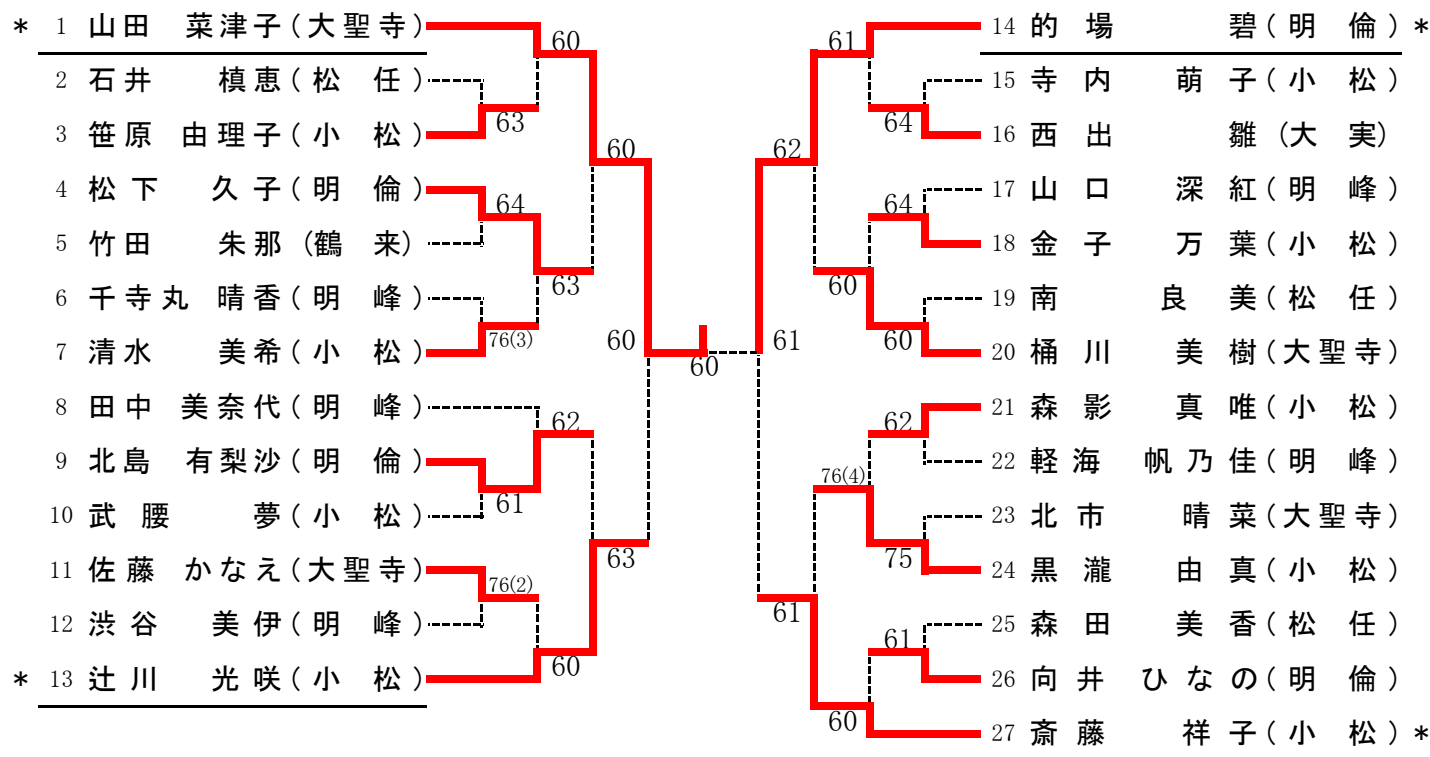 * 1 山田 菜津子(大聖寺)
2 石井 槙恵(松 任)
3 笹原 由理子(小 松)
4 松下 久子(明 倫)
5 竹田 朱那(鶴 来)
6 千寺丸 晴香(明 峰)
7 清水 美希(小 松)
8 田中 美奈代(明 峰)
9 北島 有梨沙(明 倫)
10 武腰 夢(小 松)
11 佐藤 かなえ(大聖寺)
12 渋谷 美伊(明 峰)
* 13 辻川 光咲(小 松)
60
63
60
64
63
76(3)
60
62
61
63
76(2)
60
60
61
64
62
64
60
60
61
62
76(4)
75
61
61
60
14 的場 碧(明 倫)*
15 寺内 萌子(小 松)
16 西出 雛(大 実)
17 山口 深紅(明 峰)
18 金子 万葉(小 松)
19 南 良美(松 任)
20 桶川 美樹(大聖寺)
21 森影 真唯(小 松)
22 軽海 帆乃佳(明 峰)
23 北市 晴菜(大聖寺)
24 黒瀧 由真(小 松)
25 森田 美香(松 任)
26 向井 ひなの(明 倫)
27 斎藤 祥子(小 松)*